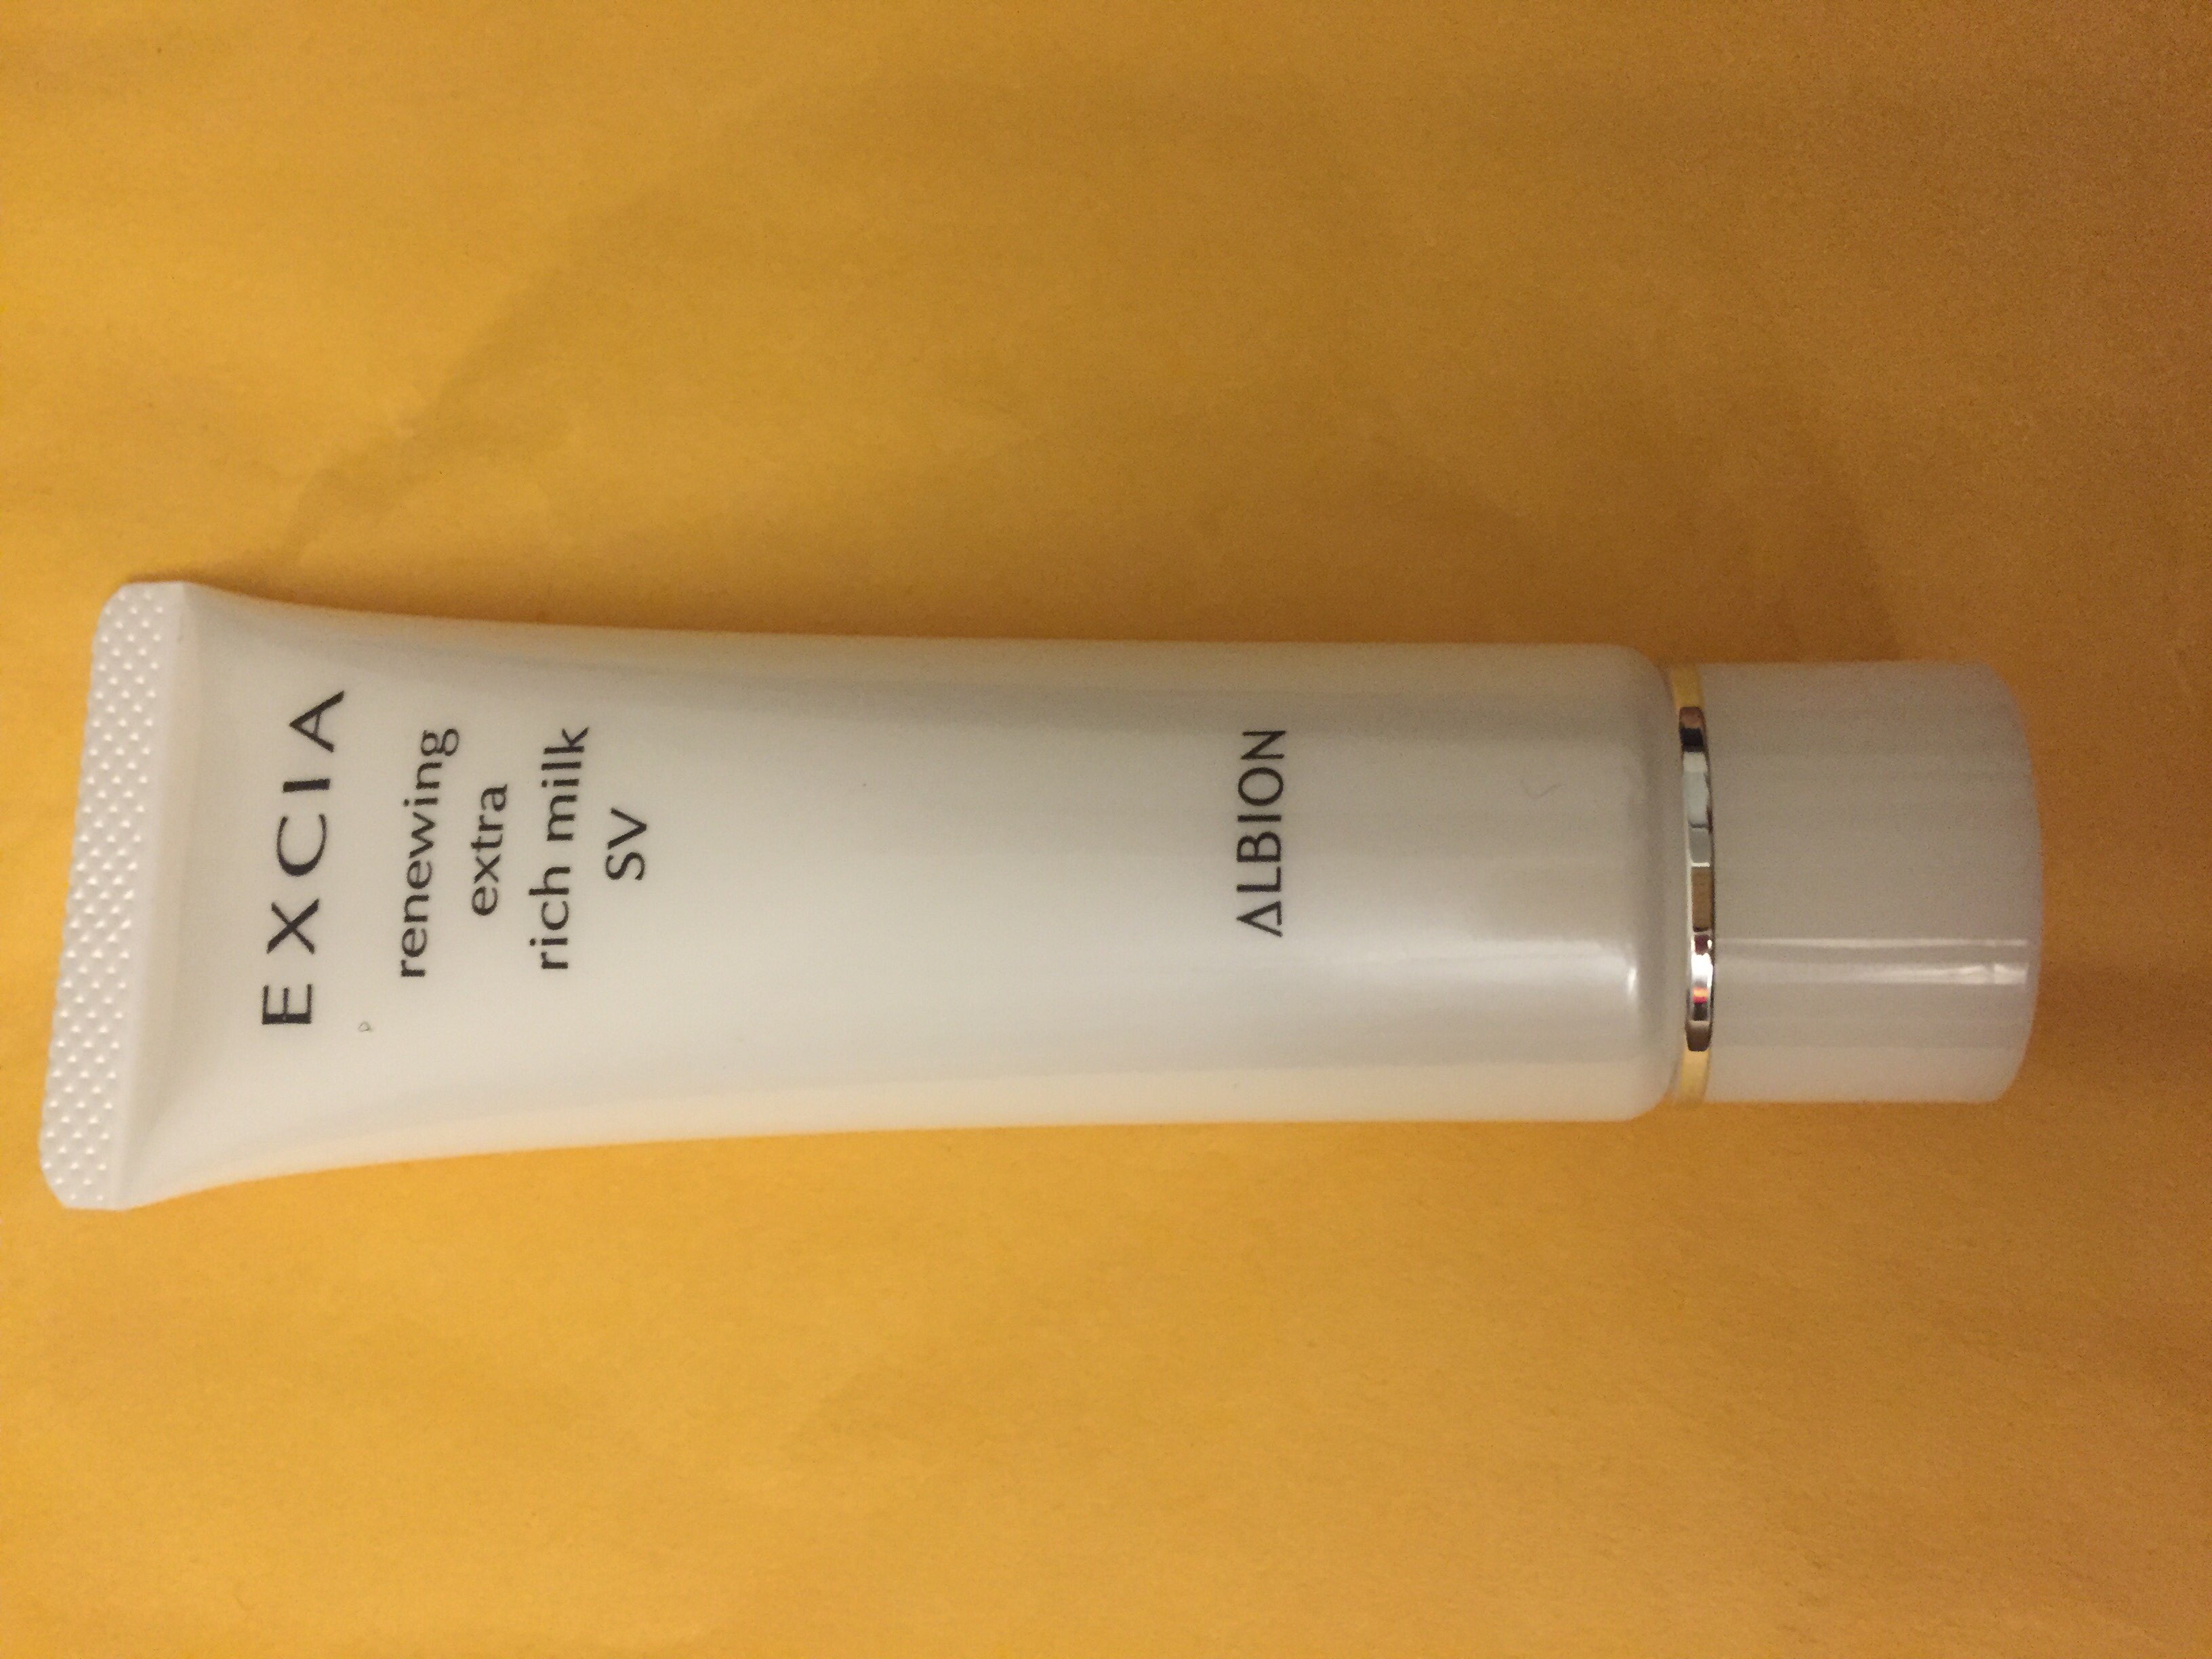 EXCIA
renewing
extra
rich milk
SV
ALBION